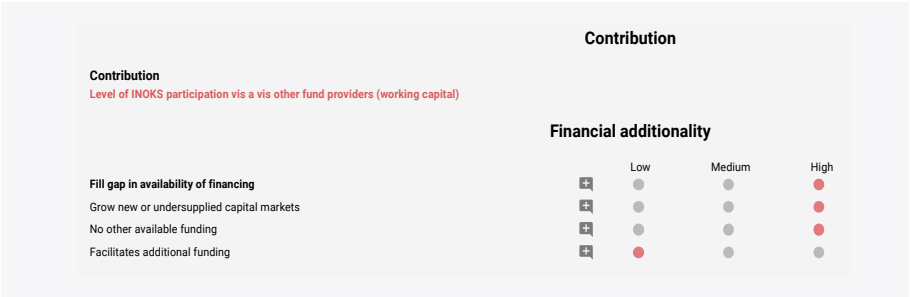 Contribution
Contribution
Level of INOKS participation vis a vis other fund providers (working capital)
Financial additionality
Low Medium High
Fill gap in availability of financing
Grow new or undersupplied capital markets
No other available funding
Facilitates additional funding